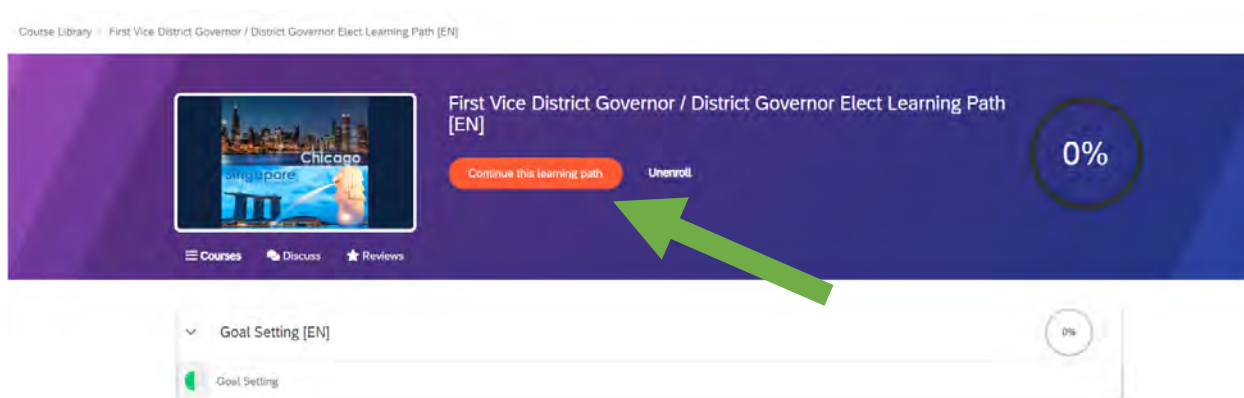 Course Library / First Vice District Governor / District Governor Elect Learning Path [EN]
First Vice District Governor / District Governor Elect Learning Path
[EN]
0%
Chicago
Singapore
Continue this learning path
Unenroll
Courses
Discuss
Reviews
Goal Setting [EN]
0%
Goal Setting